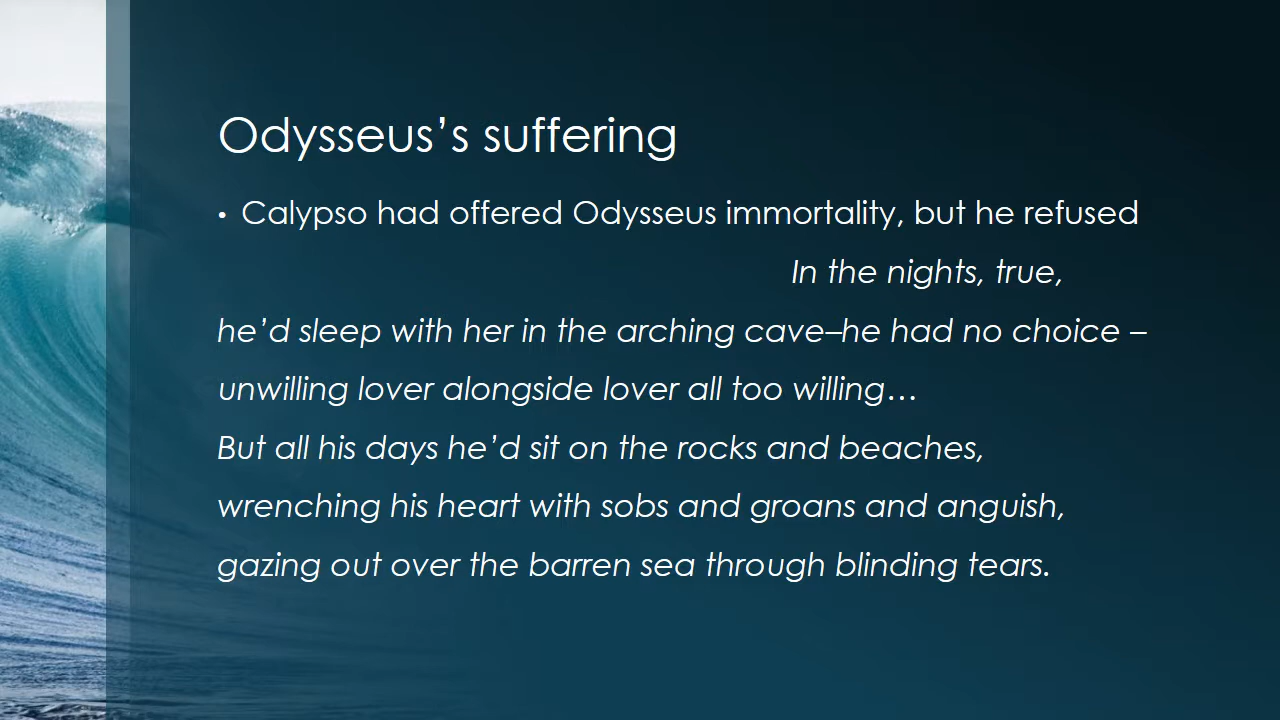 Odysseus’s suffering
• Calypso had offered Odysseus immortality, but he refused
In the nights, true,
he’d sleep with her in the arching cave–he had no choice –
unwilling lover alongside lover all too willing…
But all his days he’d sit on the rocks and beaches,
wrenching his heart with sobs and groans and anguish,
gazing out over the barren sea through blinding tears.